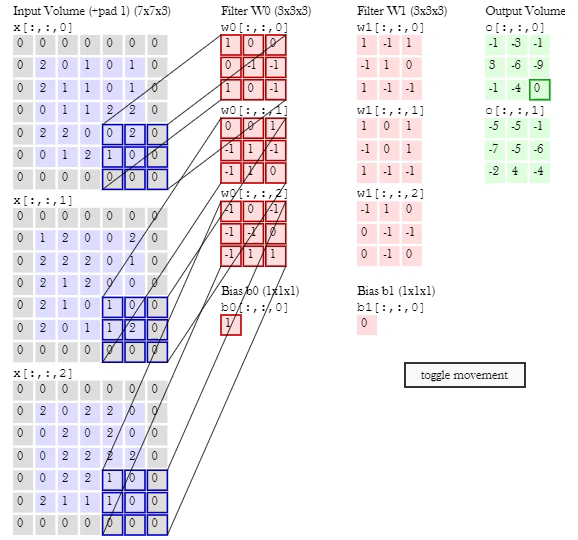 Input Volume (+pad 1) (7x7x3)
x[:,:,0]
0 0 0 0 0 0 0
0 2 0 1 0 1 0
0 2 1 1 0 1 0
0 0 1 1 2 2 0
0 2 2 0 0 2 0
0 0 1 2 1 0 0
0 0 0 0 0 0 0
x[:,:,1]
0 0 0 0 0 0 0
0 1 2 0 0 2 0
0 2 2 2 0 1 0
0 2 1 2 0 0 0
0 2 1 0 1 0 0
0 2 0 1 1 2 0
0 0 0 0 0 0 0
x[:,:,2]
0 0 0 0 0 0 0
0 2 0 2 2 0 0
0 0 2 0 2 0 0
0 2 2 2 2 2 0
0 0 2 2 1 0 0
0 2 1 1 1 0 0
0 0 0 0 0 0 0
Filter W0 (3x3x3)
w0[:,:,0]
1 0 0
0 -1 -1
1 0 -1
w0[:,:,1]
0 0 1
-1 1 -1
-1 1 0
w0[:,:,2]
-1 0 -1
-1 -1 0
-1 1 1
Bias b0 (1x1x1)
b0[:,:,0]
1
Filter W1 (3x3x3)
w1[:,:,0]
1 -1 1
-1 1 0
1 -1 -1
w1[:,:,1]
1 0 1
-1 0 1
1 -1 -1
w1[:,:,2]
-1 1 0
0 -1 -1
0 -1 0
Bias b1 (1x1x1)
b1[:,:,0]
0
Output Volume
o[:,:,0]
-1 -3 -1
3 -6 -9
-1 -4 0
o[:,:,1]
-5 -5 -1
-7 -5 -6
-2 4 -4
toggle movement